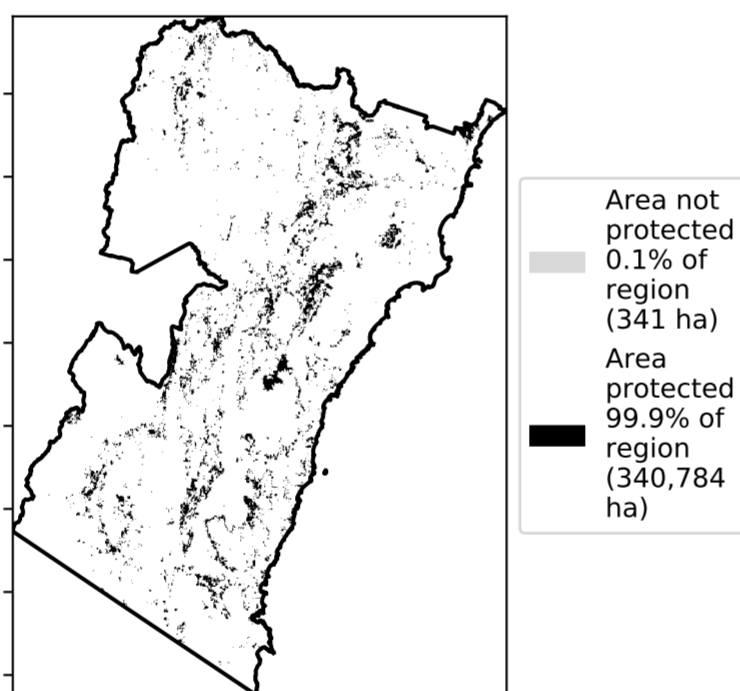 Area not
protected
0.1% of
region
(341 ha)
Area
protected
99.9% of
region
(340,784
ha)